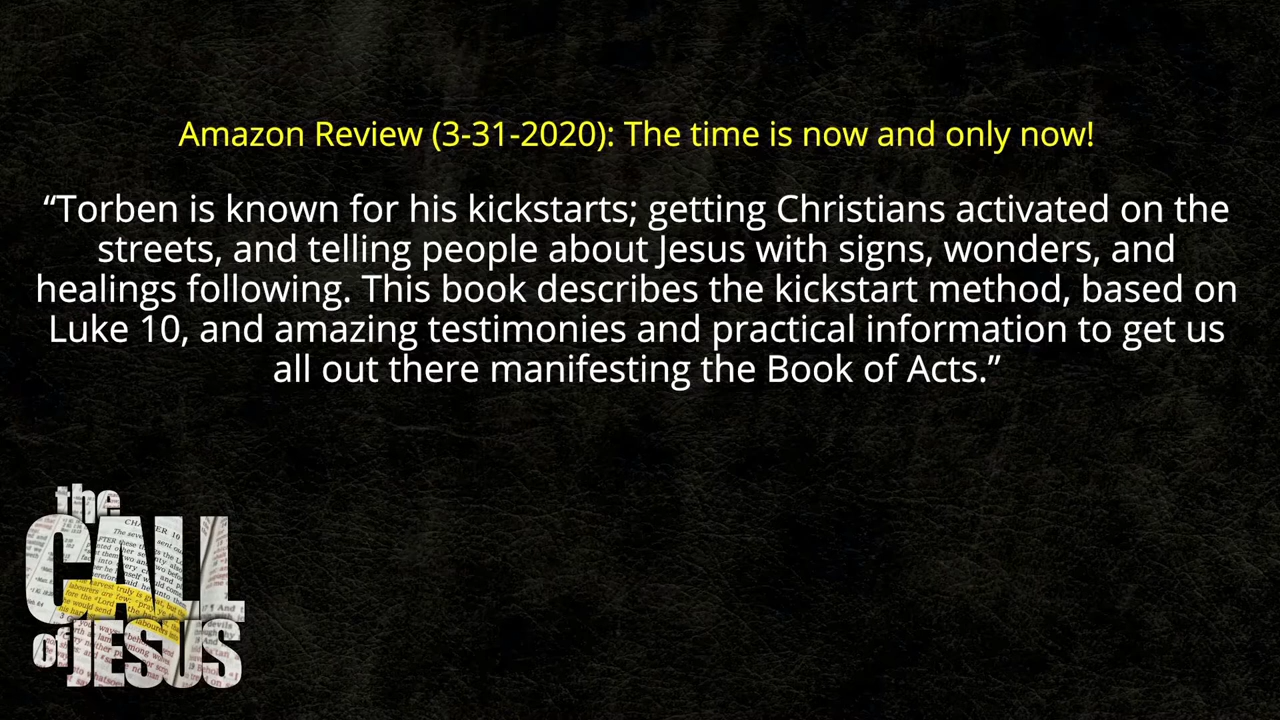 Amazon Review (3-31-2020): The time is now and only now!
“Torben is known for his kickstarts; getting Christians activated on the
streets, and telling people about Jesus with signs, wonders, and
healings following. This book describes the kickstart method, based on
Luke 10, and amazing testimonies and practical information to get us
all out there manifesting the Book of Acts.”
the
CALL
of JESUS